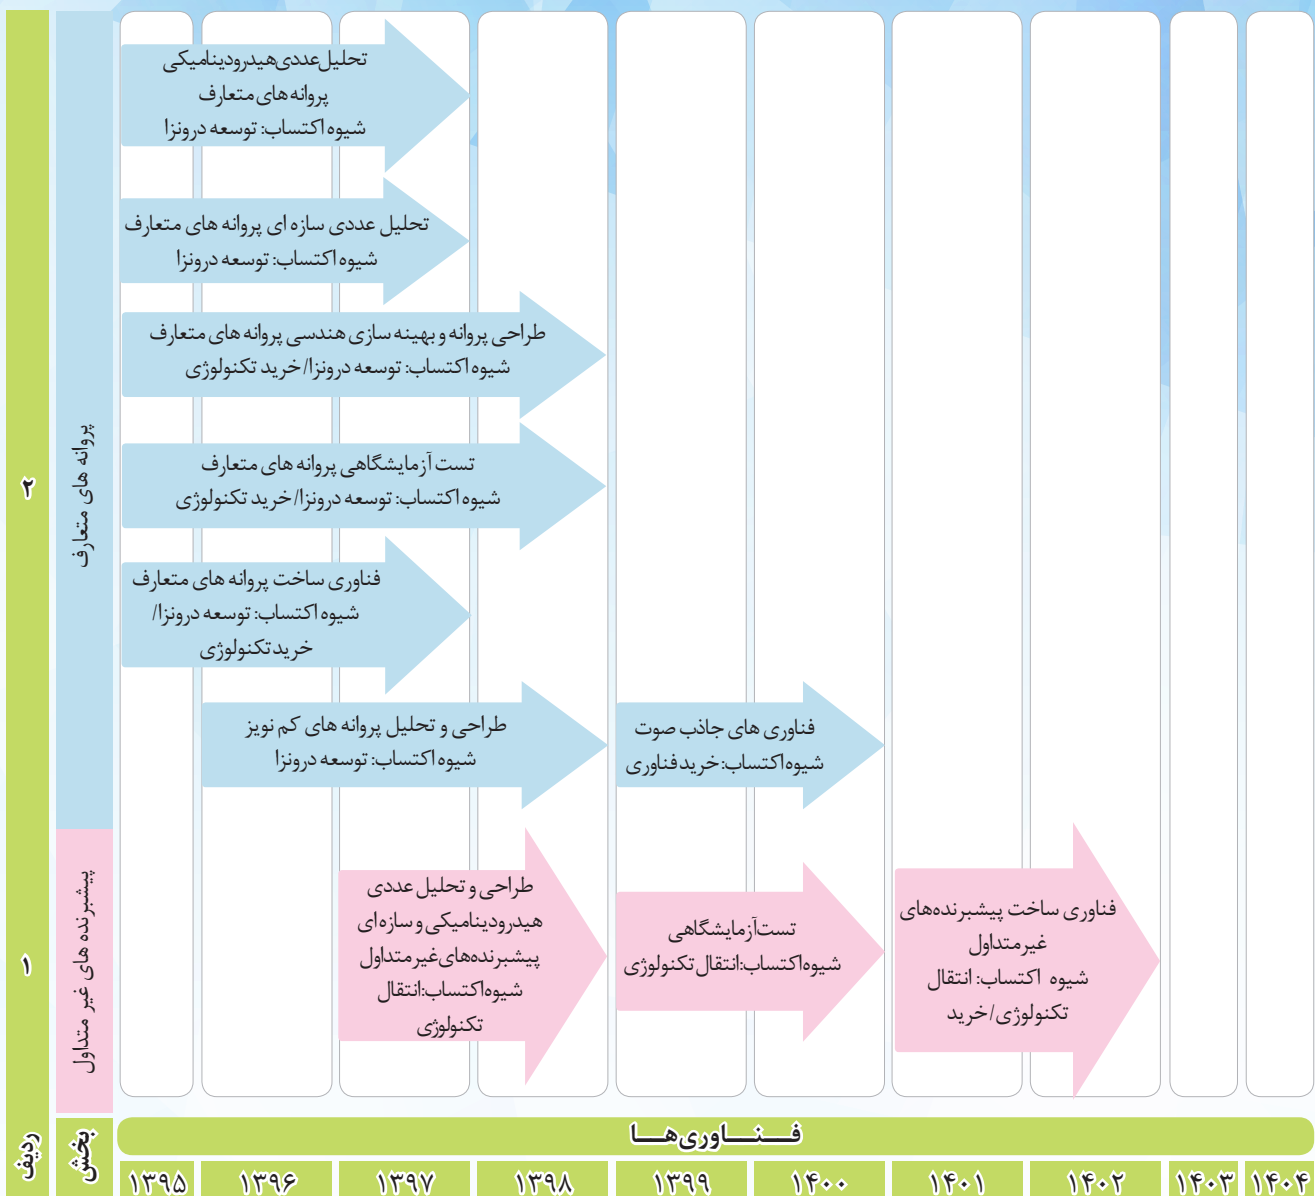 تحلیل عددی هیدرودینامیکی
پروانه های متعارف
شیوه اکتساب: توسعه درونزا
تحلیل عددی سازه ای پروانه های متعارف
شیوه اکتساب: توسعه درونزا
طراحی پروانه و بهینه سازی هندسی پروانه های متعارف
شیوه اکتساب: توسعه درونزا/ خرید تکنولوژی
تست آزمایشگاهی پروانه های متعارف
شیوه اکتساب: توسعه درونزا/ خرید تکنولوژی
فناوری ساخت پروانه های متعارف
شیوه اکتساب: توسعه درونزا/
خرید تکنولوژی
طراحی و تحلیل پروانه های کم نویز
شیوه اکتساب: توسعه درونزا
فناوری های جاذب صوت
شیوه اکتساب: خرید فناوری
پروانه های متعارف
۲
طراحی و تحلیل عددی
هیدرودینامیکی و سازه ای
پیشبرنده‌های غیر متداول
شیوه اکتساب: انتقال
تکنولوژی
تست آزمایشگاهی
شیوه اکتساب: انتقال تکنولوژی
فناوری ساخت پیشبرنده‌های
غیر متداول
شیوه اکتساب: انتقال
تکنولوژی/ خرید
پیشبرنده های غیر متداول
۱
فـــنـــاوری‌هـــا
بخش
ردیف
۱۳۹۵ ۱۳۹۶ ۱۳۹۷ ۱۳۹۸ ۱۳۹۹ ۱۴۰۰ ۱۴۰۱ ۱۴۰۲ ۱۴۰۳ ۱۴۰۴